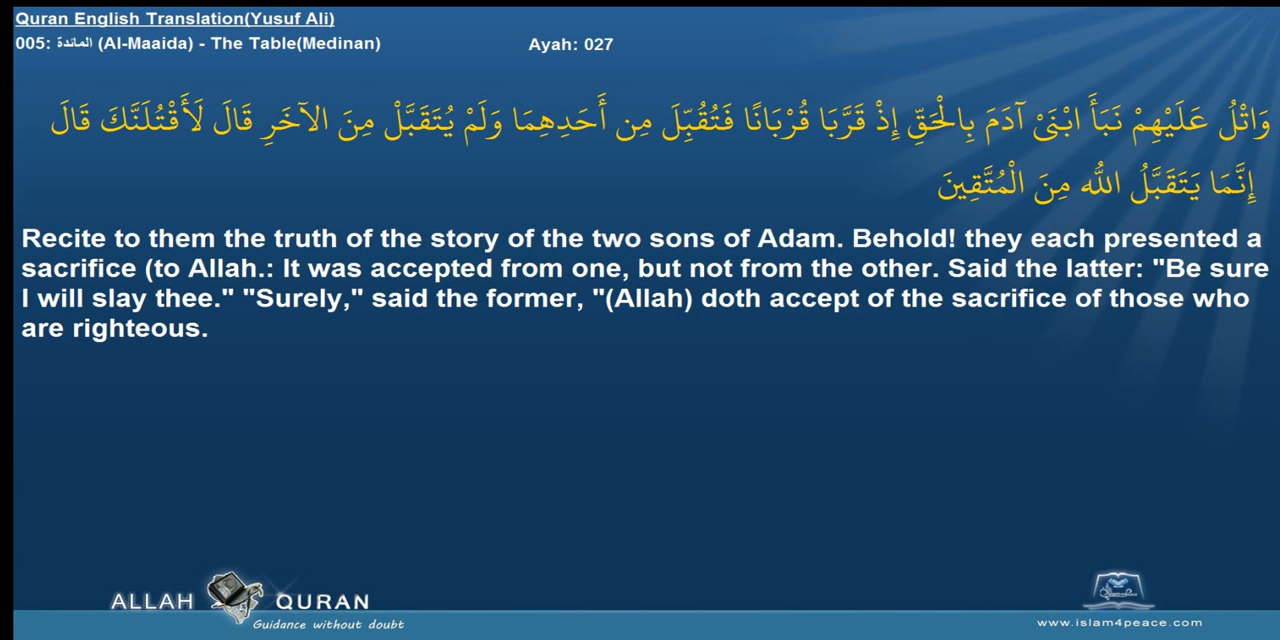 Quran English Translation(Yusuf Ali)
005: المائدة (Al-Maaida) - The Table(Medinan) Ayah: 027
وَاتْلُ عَلَيْهِمْ نَبَأَ ابْنَيْ آدَمَ بِالْحَقِّ إِذْ قَرَّبَا قُرْبَانًا فَتُقُبِّلَ مِن أَحَدِهِمَا وَلَمْ يُتَقَبَّلْ مِنَ الآخَرِ قَالَ لَأَقْتُلَنَّكَ قَالَ
إِنَّمَا يَتَقَبَّلُ اللّه مِنَ الْمُتَّقِينَ
Recite to them the truth of the story of the two sons of Adam. Behold! they each presented a
sacrifice (to Allah.: It was accepted from one, but not from the other. Said the latter: "Be sure
I will slay thee." "Surely," said the former, "(Allah) doth accept of the sacrifice of those who
are righteous.
ALLAH QURAN
Guidance without doubt
www.islam4peace.com